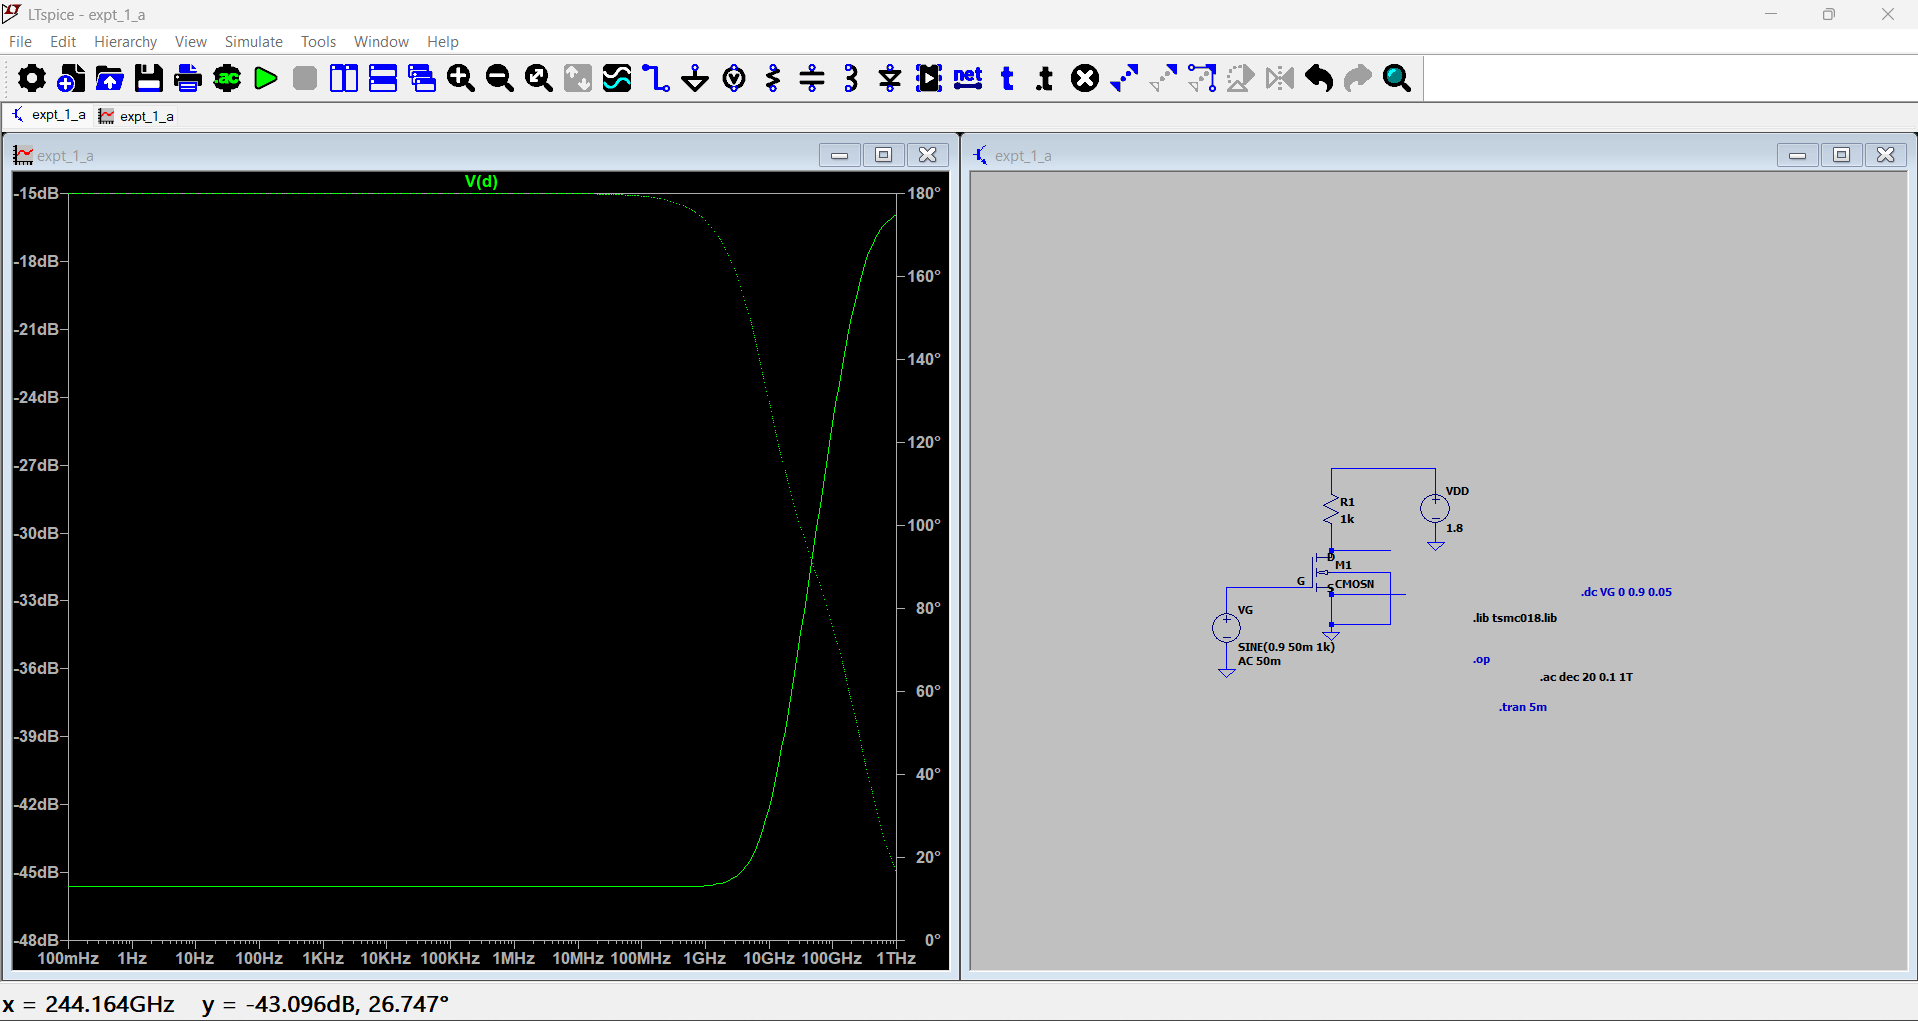 LTspice - expt_1_a
File Edit Hierarchy View Simulate Tools Window Help
.ac
net
t
.t
expt_1_a
expt_1_a
expt_1_a
V(d)
-15dB
-18dB
-21dB
-24dB
-27dB
-30dB
-33dB
-36dB
-39dB
-42dB
-45dB
-48dB
180°
160°
140°
120°
100°
80°
60°
40°
20°
0°
100mHz 1Hz 10Hz 100Hz 1KHz 10KHz 100KHz 1MHz 10MHz 100MHz 1GHz 10GHz 100GHz 1THz
expt_1_a
R1
1k
VDD
1.8
D
M1
G
S
CMOSN
VG
SINE(0.9 50m 1k)
AC 50m
.dc VG 0 0.9 0.05
.lib tsmc018.lib
.op
.ac dec 20 0.1 1T
.tran 5m
x = 244.164GHz y = -43.096dB, 26.747°